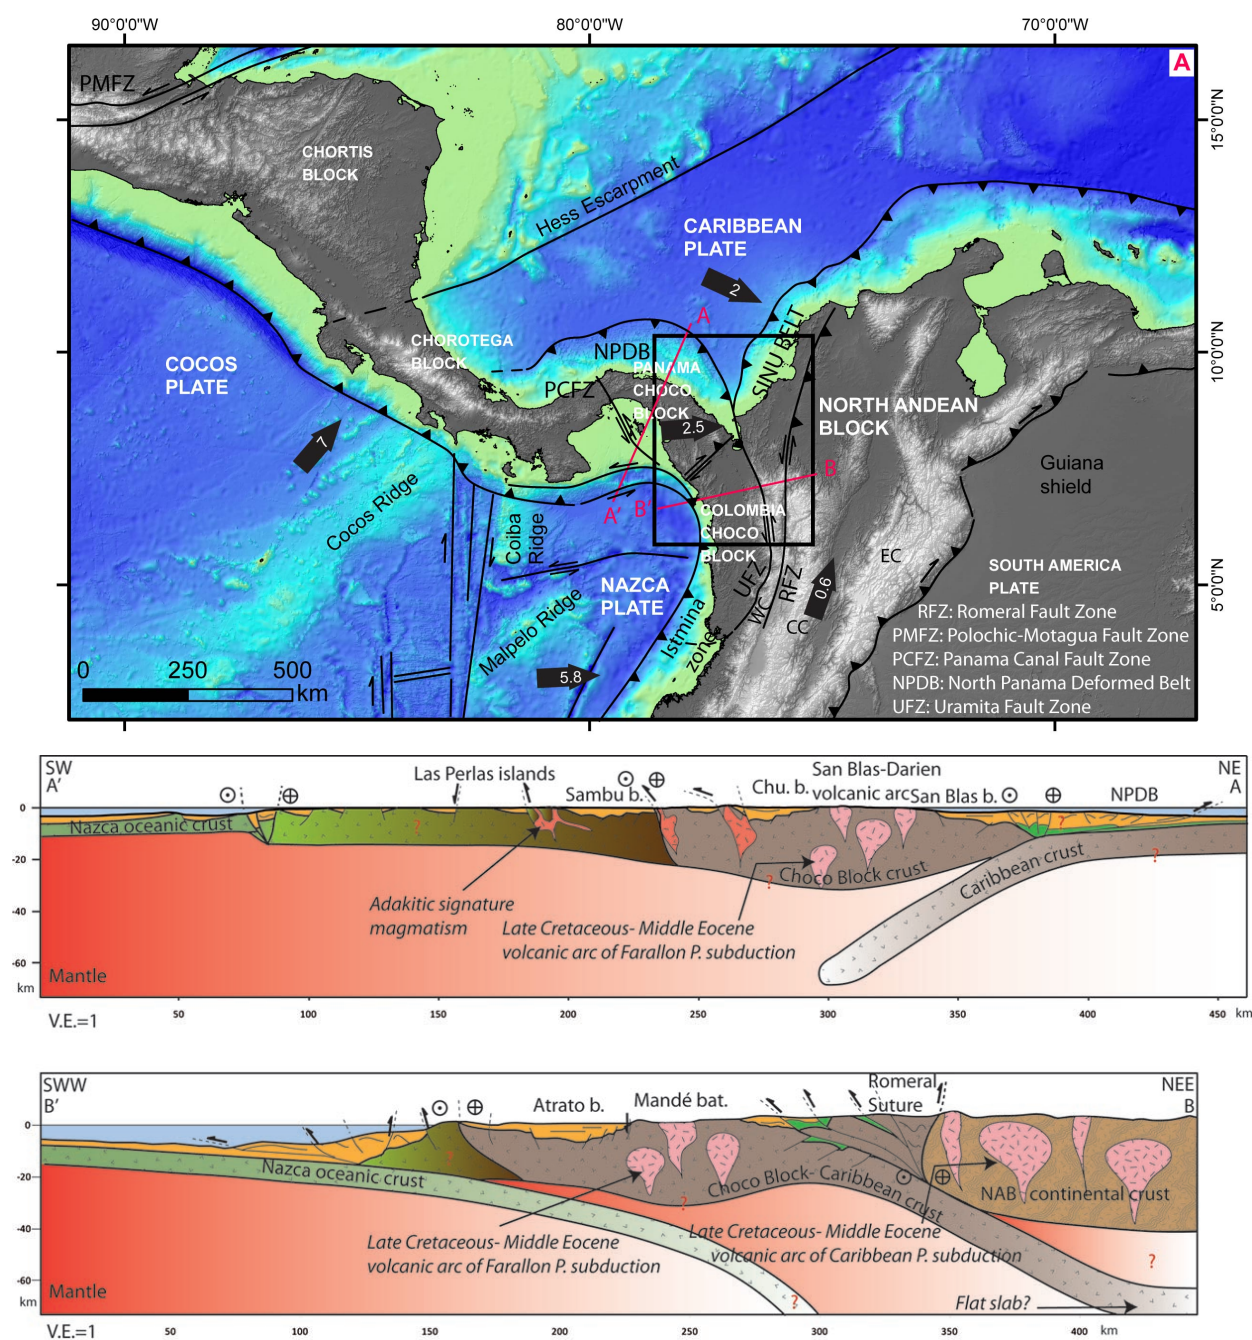 90°0'0"W
80°0'0"W
70°0'0"W
A
PMFZ
15°0'0"N
CHORTIS
BLOCK
Hess Escarpment
CARIBBEAN
PLATE
2
A
SINU BELT
10°0'0"N
COCOS
PLATE
CHOROTEGA
BLOCK
NPDB
PANAMA
CHOCO
BLOCK
PCFZ
NORTH ANDEAN
BLOCK
7
2.5
Guiana
shield
B
Cocos Ridge
A'
B'
COLOMBIA
CHOCO
BLOCK
Coiba
Ridge
EC
5°0'0"N
NAZCA
PLATE
UFZ
WC
RFZ
CC
0.6
SOUTH AMERICA
PLATE
Malpelo Ridge
Istmina
zone
5.8
RFZ: Romeral Fault Zone
PMFZ: Polochic-Motagua Fault Zone
PCFZ: Panama Canal Fault Zone
NPDB: North Panama Deformed Belt
UFZ: Uramita Fault Zone
0 250 500
km
SW
A'
Las Perlas islands
Sambu b.
Chu. b.
San Blas-Darien
volcanic arc
San Blas b.
NPDB
NE
A
0
-20
-40
-60
km
Nazca oceanic crust
?
?
?
?
Choco Block crust
Caribbean crust
Adakitic signature
magmatism
Late Cretaceous- Middle Eocene
volcanic arc of Farallon P. subduction
Mantle
50 100 150 200 250 300 350 400 450 km
V.E.=1
SWW
B'
Atrato b.
Mandé bat.
Romeral
Suture
NEE
B
0
-20
-40
-60
km
Nazca oceanic crust
?
?
?
?
Choco Block- Caribbean crust
NAB continental crust
Late Cretaceous- Middle Eocene
volcanic arc of Farallon P. subduction
Late Cretaceous- Middle Eocene
volcanic arc of Caribbean P. subduction
Mantle
Flat slab?
50 100 150 200 250 300 350 400 km
V.E.=1